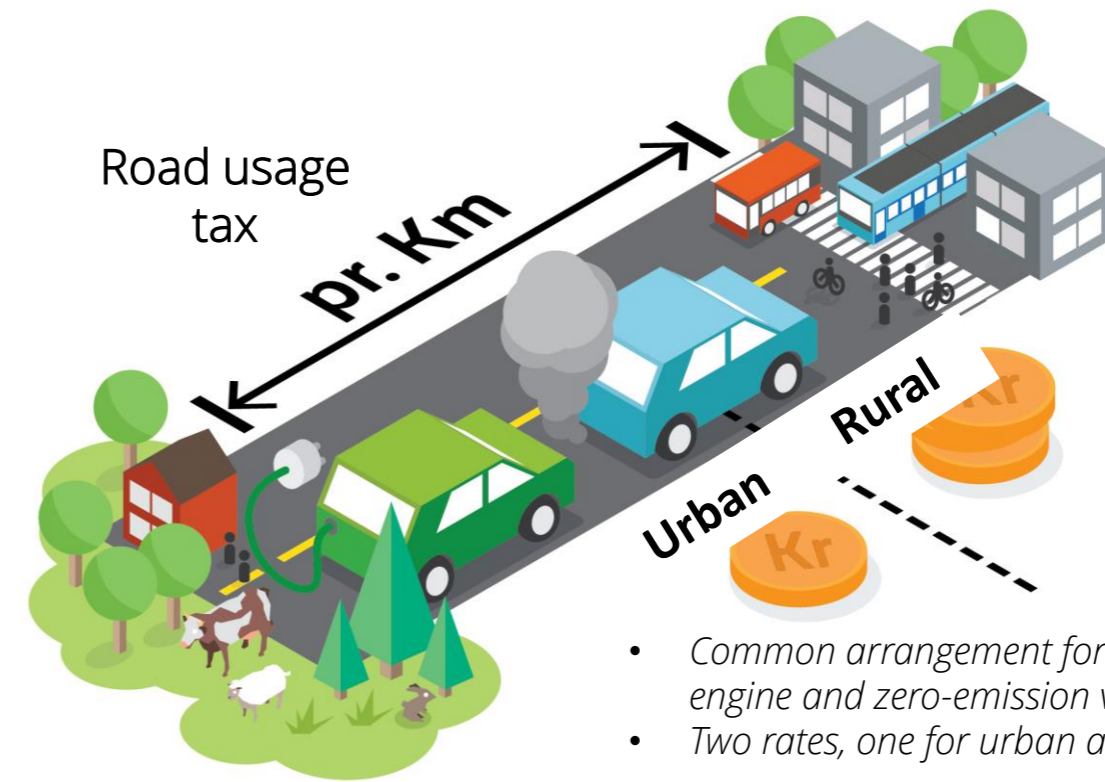 Road usage
tax
pr. Km
Rural
Kr
Urban
Kr
• Common arrangement for
engine and zero-emission
• Two rates, one for urban